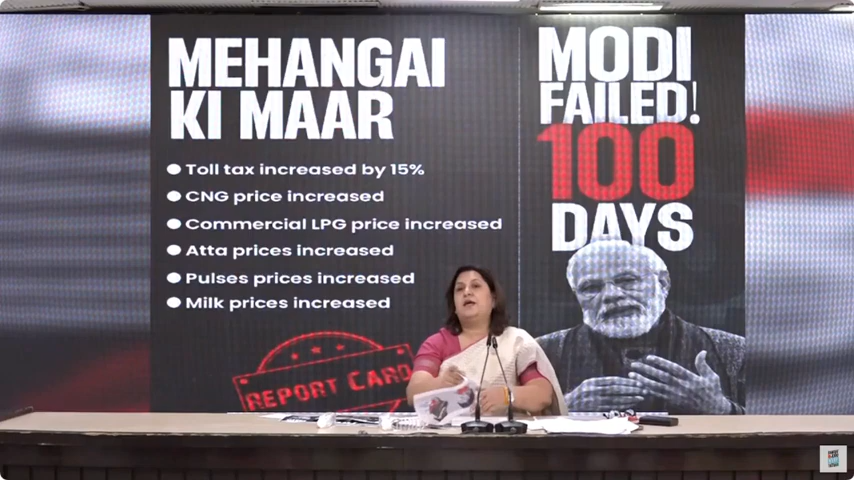 MEHANGAI
KI MAAR
Toll tax increased by 15%
CNG price increased
Commercial LPG price increased
Atta prices increased
Pulses prices increased
Milk prices increased
REPORT CARD
MODI
FAILED!
100
DAYS